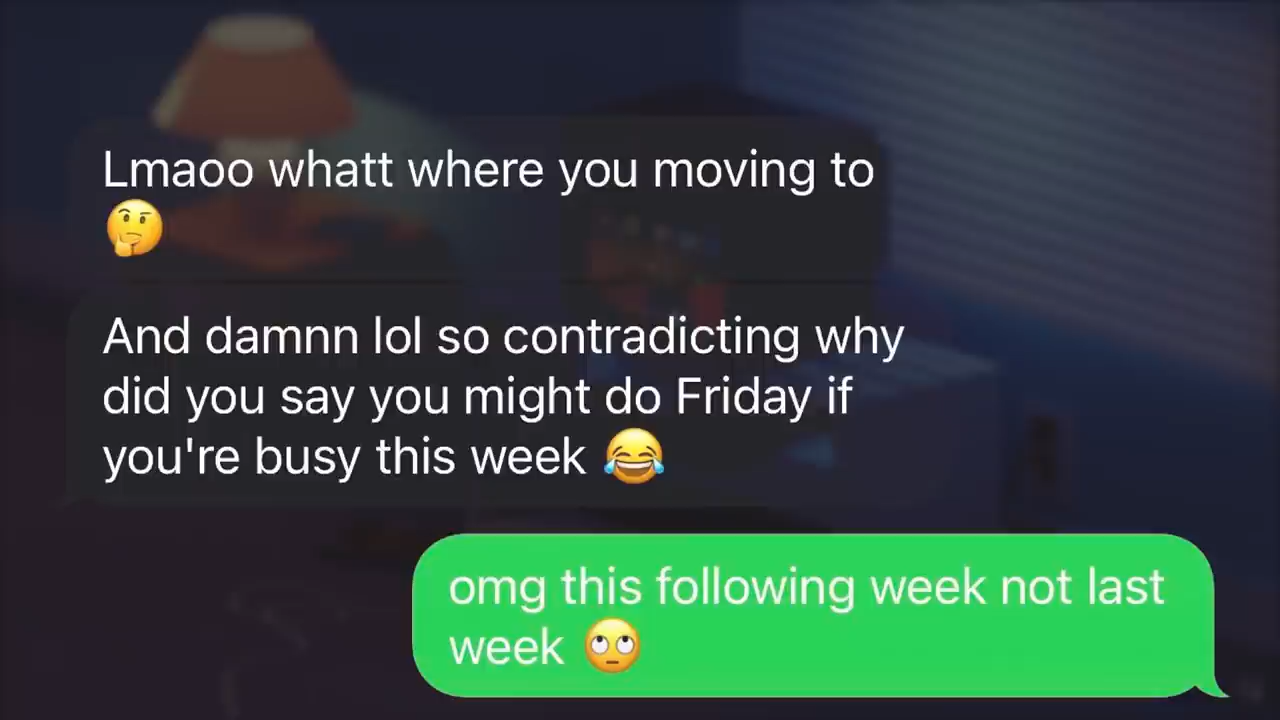 Lmaoo whatt where you moving to
🤔
And damnn lol so contradicting why
did you say you might do Friday if
you're busy this week 😂
omg this following week not last
week 🙄